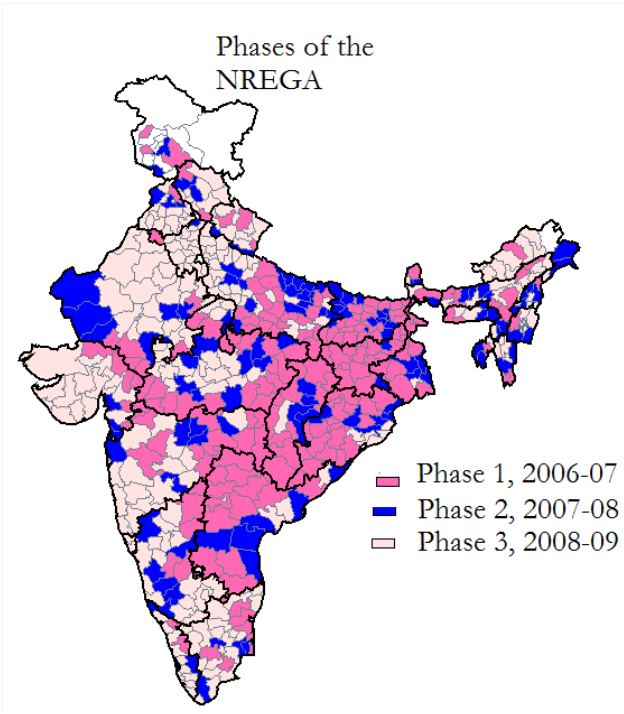 Phases of the
NREGA
Phase 1, 2006-07
Phase 2, 2007-08
Phase 3, 2008-09